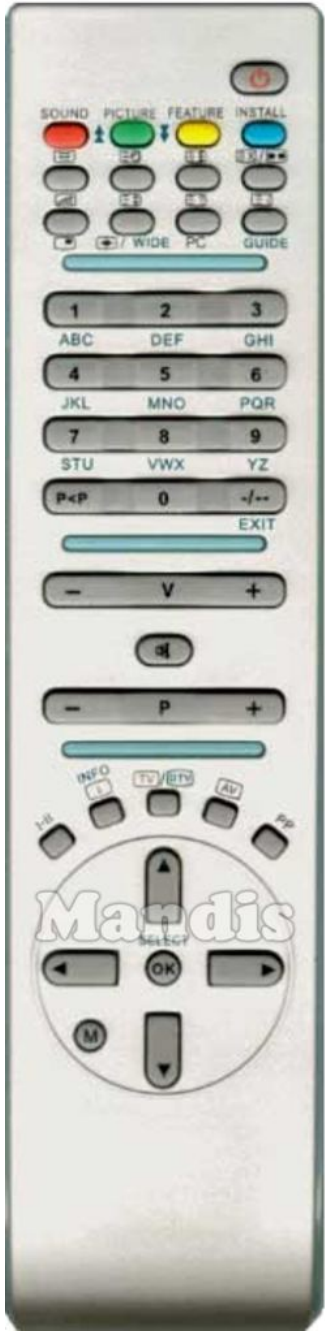 SOUND PICTURE FEATURE INSTALL
WIDE PC GUIDE
1 2 3
ABC DEF GHI
4 5 6
JKL MNO PQR
7 8 9
STU VWX YZ
P<P 0 -/--
EXIT
- V +
- P +
INFO TV/DTV AV
I-II i PP
Mandis
SELECT
OK
M